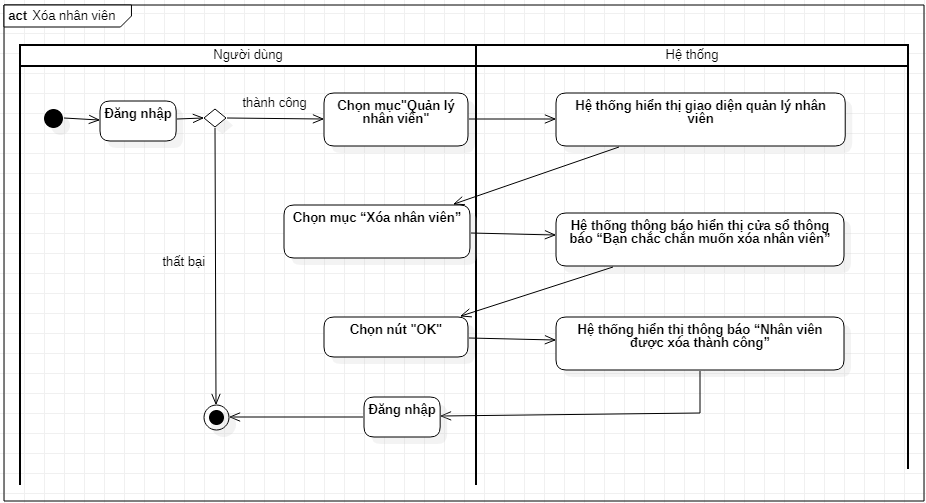 act Xóa nhân viên
Người dùng
Hệ thống
Đăng nhập
thành công
Chọn mục"Quản lý
nhân viên"
Hệ thống hiển thị giao diện quản lý nhân
viên
Chọn mục “Xóa nhân viên”
Hệ thống thông báo hiển thị cửa sổ thông
báo “Bạn chắc chắn muốn xóa nhân viên”
thất bại
Chọn nút "OK"
Hệ thống hiển thị thông báo “Nhân viên
được xóa thành công”
Đăng nhập